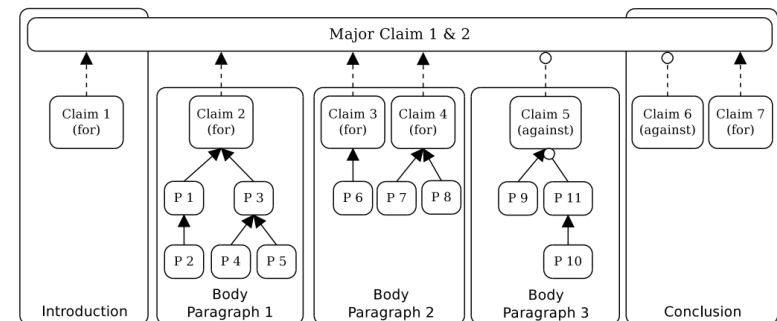 Major Claim 1 & 2
Claim 1
(for)
Claim 2
(for)
Claim 3
(for)
Claim 4
(for)
Claim 5
(against)
Claim 6
(against)
Claim 7
(for)
P 1
P 3
P 6
P 7
P 8
P 9
P 11
P 2
P 4
P 5
P 10
Introduction
Body
Paragraph 1
Body
Paragraph 2
Body
Paragraph 3
Conclusion